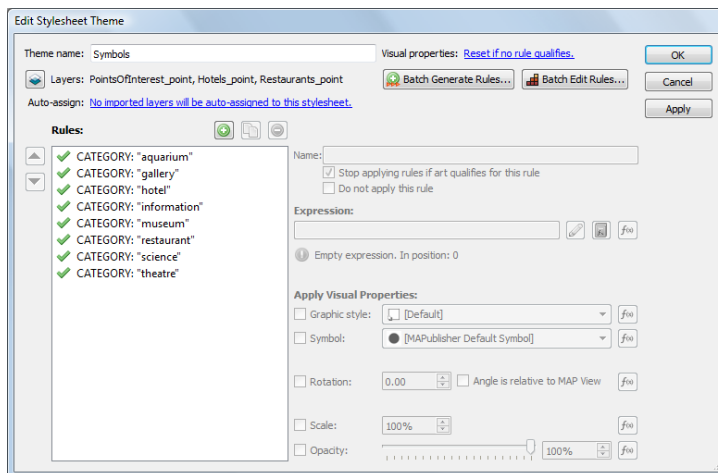 Edit Stylesheet Theme
Theme name: Symbols
Visual properties: Reset if no rule qualifies.
OK
Layers: PointsOfInterest_point, Hotels_point, Restaurants_point
Batch Generate Rules...
Batch Edit Rules...
Cancel
Auto-assign: No imported layers will be auto-assigned to this stylesheet.
Apply
Rules:
CATEGORY: "aquarium"
CATEGORY: "gallery"
CATEGORY: "hotel"
CATEGORY: "information"
CATEGORY: "museum"
CATEGORY: "restaurant"
CATEGORY: "science"
CATEGORY: "theatre"
Name:
Stop applying rules if art qualifies for this rule
Do not apply this rule
Expression:
f(x)
Empty expression. In position: 0
Apply Visual Properties:
Graphic style: [Default] f(x)
Symbol: [MAPublisher Default Symbol] f(x)
Rotation: 0.00 Angle is relative to MAP View f(x)
Scale: 100% f(x)
Opacity: 100% f(x)